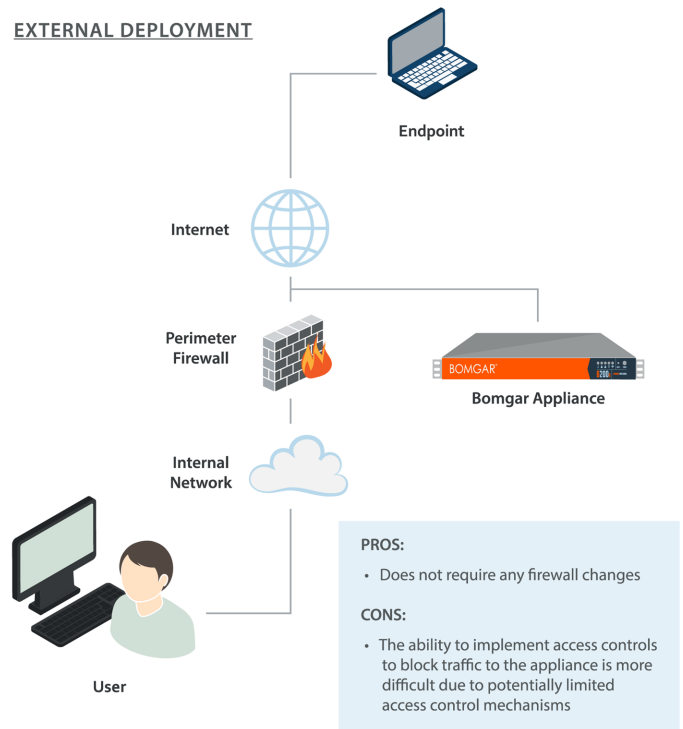 EXTERNAL DEPLOYMENT
Endpoint
Internet
Perimeter
Firewall
BOMGAR
200
Bomgar Appliance
Internal
Network
User
PROS:
• Does not require any firewall changes
CONS:
• The ability to implement access controls
to block traffic to the appliance is more
difficult due to potentially limited
access control mechanisms